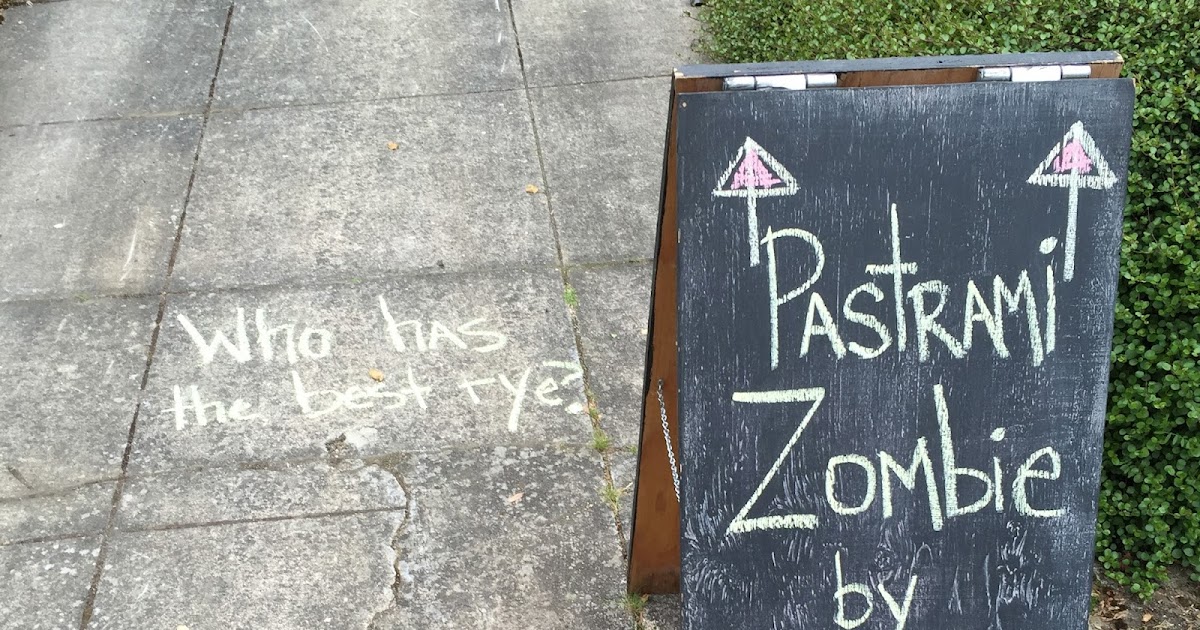 Who has
the best rye?
Pastrami
Zombie
by